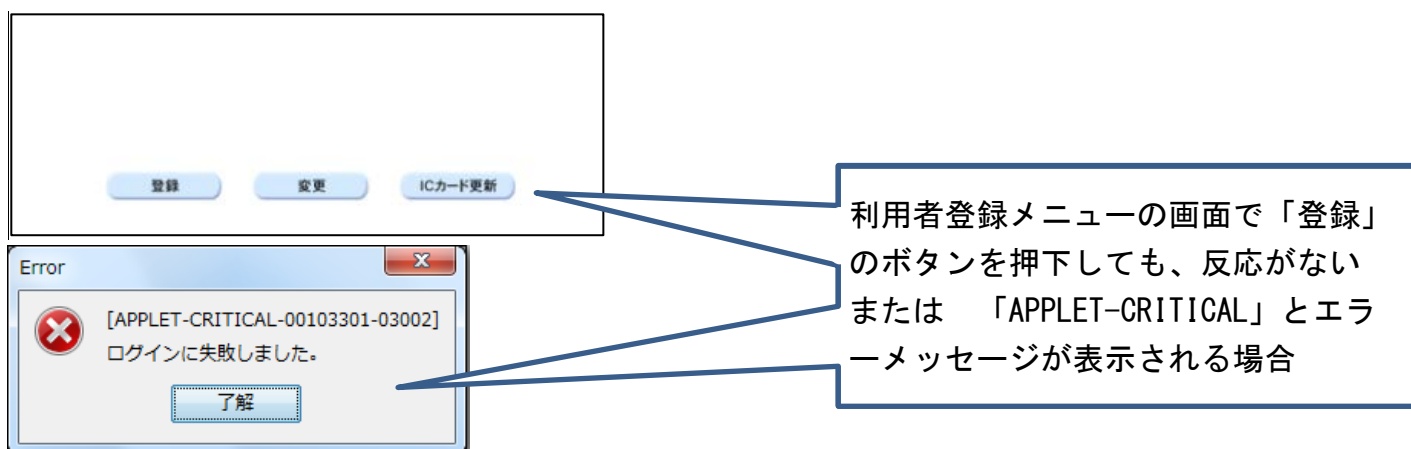 登録 変更 ICカード更新
Error
[APPLET-CRITICAL-00103301-03002]
ログインに失敗しました。
了解
利用者登録メニューの画面で「登録」
のボタンを押下しても、反応がない
または　「APPLET-CRITICAL」とエラ
ーメッセージが表示される場合